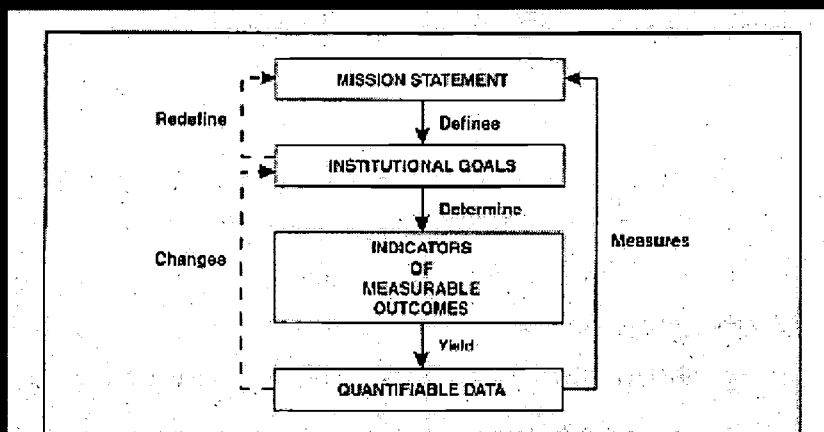 MISSION STATEMENT
Redefine
Defines
INSTITUTIONAL GOALS
Determine
Changes
INDICATORS
OF
MEASURABLE
OUTCOMES
Measures
Yield
QUANTIFIABLE DATA